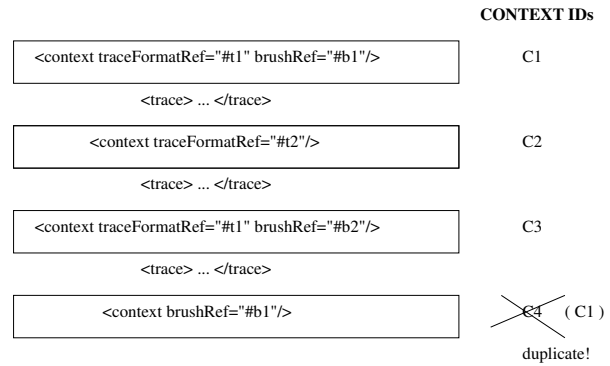 CONTEXT IDs
<context traceFormatRef="#t1" brushRef="#b1"/> C1
<trace> ... </trace>
<context traceFormatRef="#t2"/> C2
<trace> ... </trace>
<context traceFormatRef="#t1" brushRef="#b2"/> C3
<trace> ... </trace>
<context brushRef="#b1"/> C4 ( C1 )
duplicate!